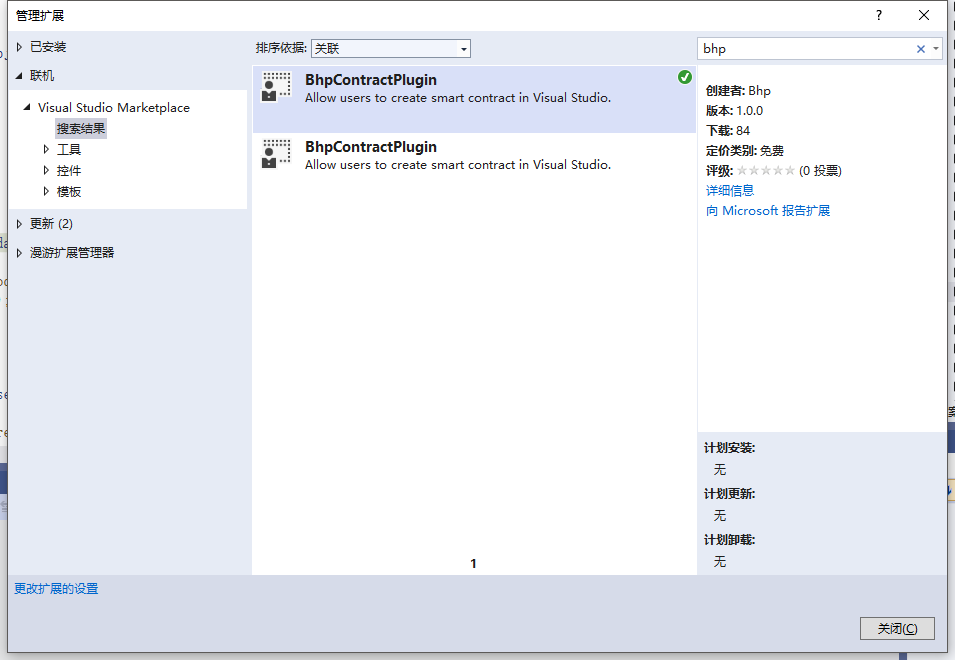 管理扩展
?
已安装
联机
Visual Studio Marketplace
搜索结果
工具
控件
模板
更新 (2)
漫游扩展管理器
排序依据: 关联
BhpContractPlugin
Allow users to create smart contract in Visual Studio.
BhpContractPlugin
Allow users to create smart contract in Visual Studio.
1
bhp
创建者: Bhp
版本: 1.0.0
下载: 84
定价类别: 免费
评级: (0 投票)
详细信息
向 Microsoft 报告扩展
计划安装:
无
计划更新:
无
计划卸载:
无
更改扩展的设置
关闭(C)